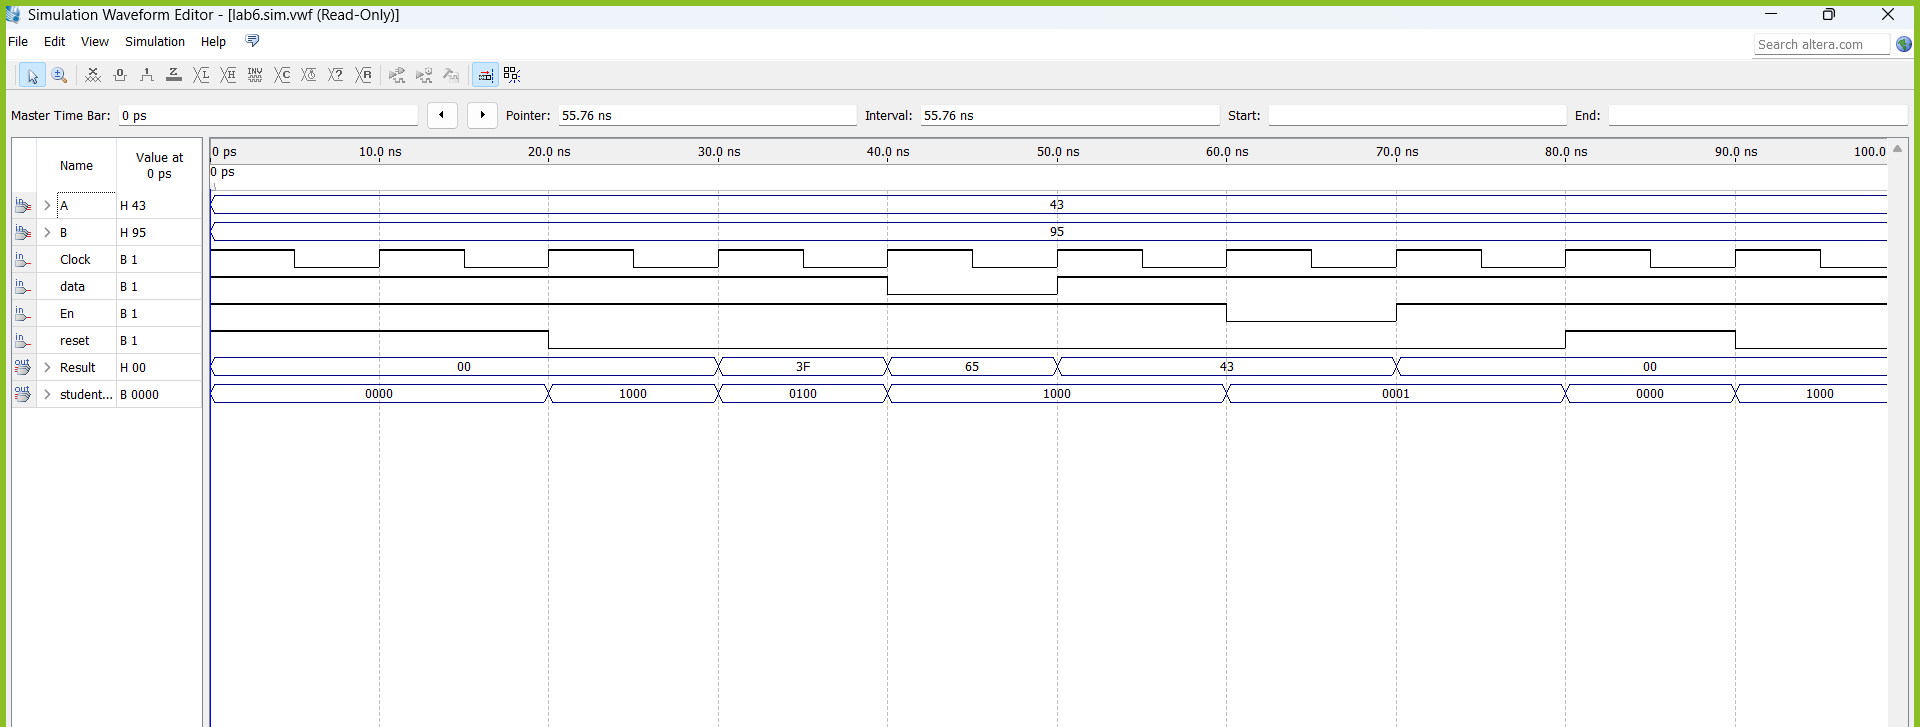 Simulation Waveform Editor - [lab6.sim.vwf (Read-Only)]
File Edit View Simulation Help
Search altera.com
Master Time Bar: 0 ps Pointer: 55.76 ns Interval: 55.76 ns Start: End:
Name Value at 0 ps
0 ps 10.0 ns 20.0 ns 30.0 ns 40.0 ns 50.0 ns 60.0 ns 70.0 ns 80.0 ns 90.0 ns 100.0
0 ps
A H 43 43
B H 95 95
Clock B 1
data B 1
En B 1
reset B 1
Result H 00 00 3F 65 43 00
student... B 0000 0000 1000 0100 1000 0001 0000 1000